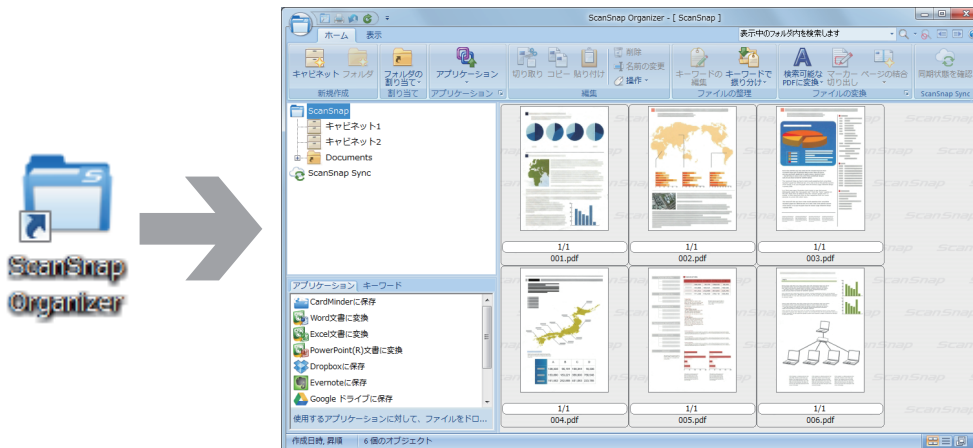 ScanSnap
Organizer
ScanSnap Organizer - [ ScanSnap ]
ホーム 表示
表示中のフォルダ内を検索します
キャビネット フォルダ
新規作成
フォルダの
割り当て
割り当て
アプリケーション
アプリケーション
切り取り コピー 貼り付け
削除
名前の変更
操作
編集
キーワードの
編集
キーワードで
振り分け
ファイルの整理
検索可能な
PDFに変換
マーカー
切り出し
ページの結合
ファイルの変換
同期状態を確認
ScanSnap Sync
ScanSnap
キャビネット1
キャビネット2
Documents
ScanSnap Sync
アプリケーション キーワード
CardMinderに保存
Word文書に変換
Excel文書に変換
PowerPoint(R)文書に変換
Dropboxに保存
Evernoteに保存
Google ドライブに保存
使用するアプリケーションに対して、ファイルをドロ...
1/1
001.pdf
1/1
002.pdf
1/1
003.pdf
1/1
004.pdf
1/1
005.pdf
1/1
006.pdf
作成日時, 昇順 6 個のオブジェクト